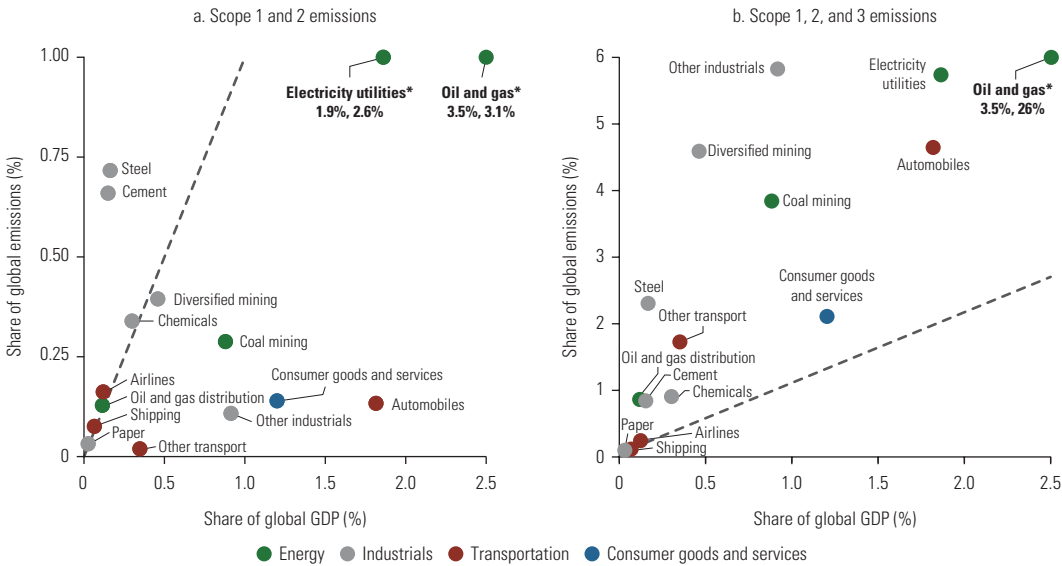 a. Scope 1 and 2 emissions
Share of global emissions (%)
1.00
0.75
0.50
0.25
0
Electricity utilities*
1.9%, 2.6%
Oil and gas*
3.5%, 3.1%
Steel
Cement
Diversified mining
Chemicals
Coal mining
Airlines
Consumer goods and services
Oil and gas distribution
Automobiles
Shipping
Other industrials
Paper
Other transport
0
0.5
1.0
1.5
2.0
2.5
Share of global GDP (%)
b. Scope 1, 2, and 3 emissions
Share of global emissions (%)
6
5
4
3
2
1
0
Other industrials
Electricity
utilities
Oil and gas*
3.5%, 26%
Diversified mining
Automobiles
Coal mining
Consumer goods
and services
Steel
Other transport
Oil and gas distribution
Cement
Chemicals
Paper
Airlines
Shipping
0
0.5
1.0
1.5
2.0
2.5
Share of global GDP (%)
Energy
Industrials
Transportation
Consumer goods and services